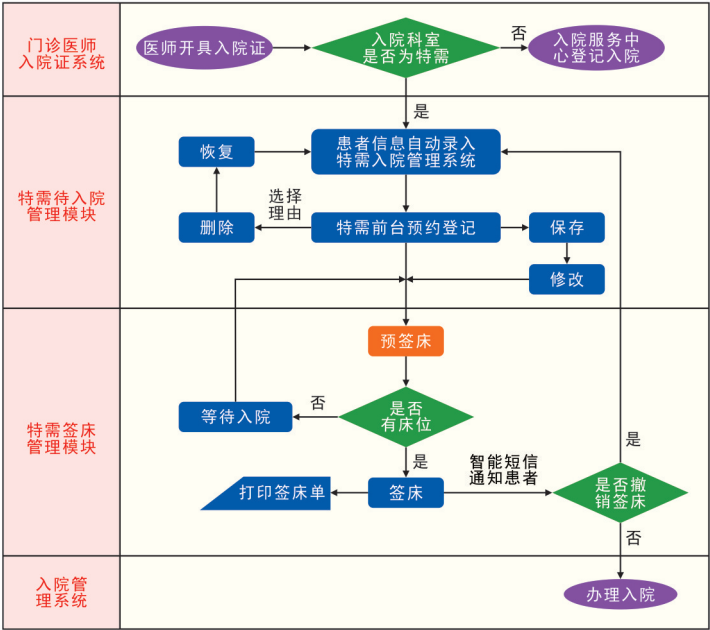 门诊医师
入院证系统
医师开具入院证
入院科室
是否为特需
否
入院服务中
心登记入院
是
特需待入院
管理模块
恢复
患者信息自动录入
特需入院管理系统
删除
选择
理由
特需前台预约登记
保存
修改
特需签床
管理模块
预签床
等待入院
否
是否
有床位
是
打印签床单
签床
智能短信
通知患者
是
是否撤
销签床
否
入院管
理系统
办理入院